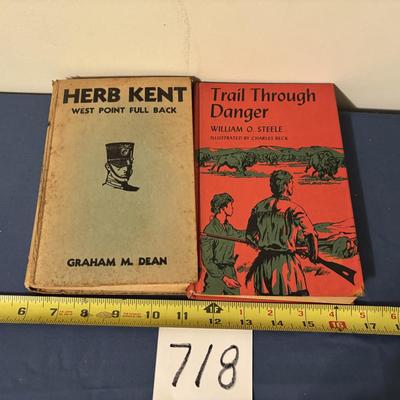 HERB KENT
WEST POINT FULL BACK
GRAHAM M. DEAN
Trail Through
Danger
WILLIAM O. STEELE
ILLUSTRATED BY CHARLES BECK
6 7 8 9 10 11 12 13 14 15 16 17
718